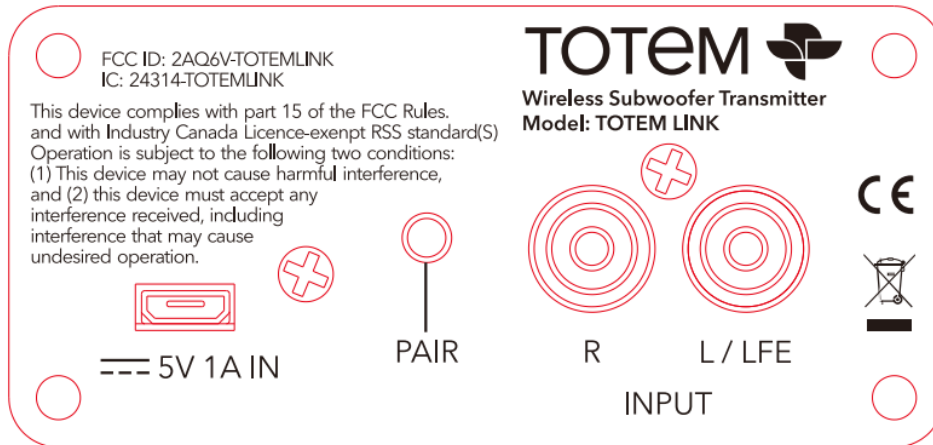 FCC ID: 2AQ6V-TOTEMLINK
IC: 24314-TOTEMLINK
This device complies with part 15 of the FCC Rules.
and with Industry Canada Licence-exenpt RSS standard(S)
Operation is subject to the following two conditions:
(1) This device may not cause harmful interference,
and (2) this device must accept any
interference received, including
interference that may cause
undesired operation.
TOTeM
Wireless Subwoofer Transmitter
Model: TOTEM LINK
CE
5V 1A IN
PAIR
R
L / LFE
INPUT